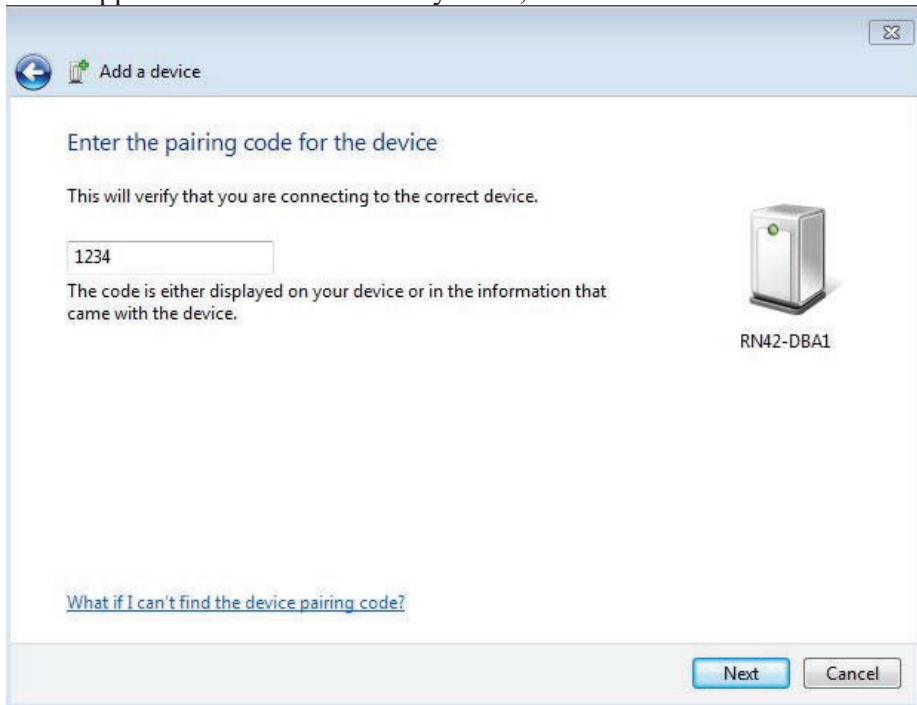 Add a device
Enter the pairing code for the device
This will verify that you are connecting to the correct device.
1234
The code is either displayed on your device or in the information that
came with the device.
RN42-DBA1
What if I can't find the device pairing code?
Next
Cancel